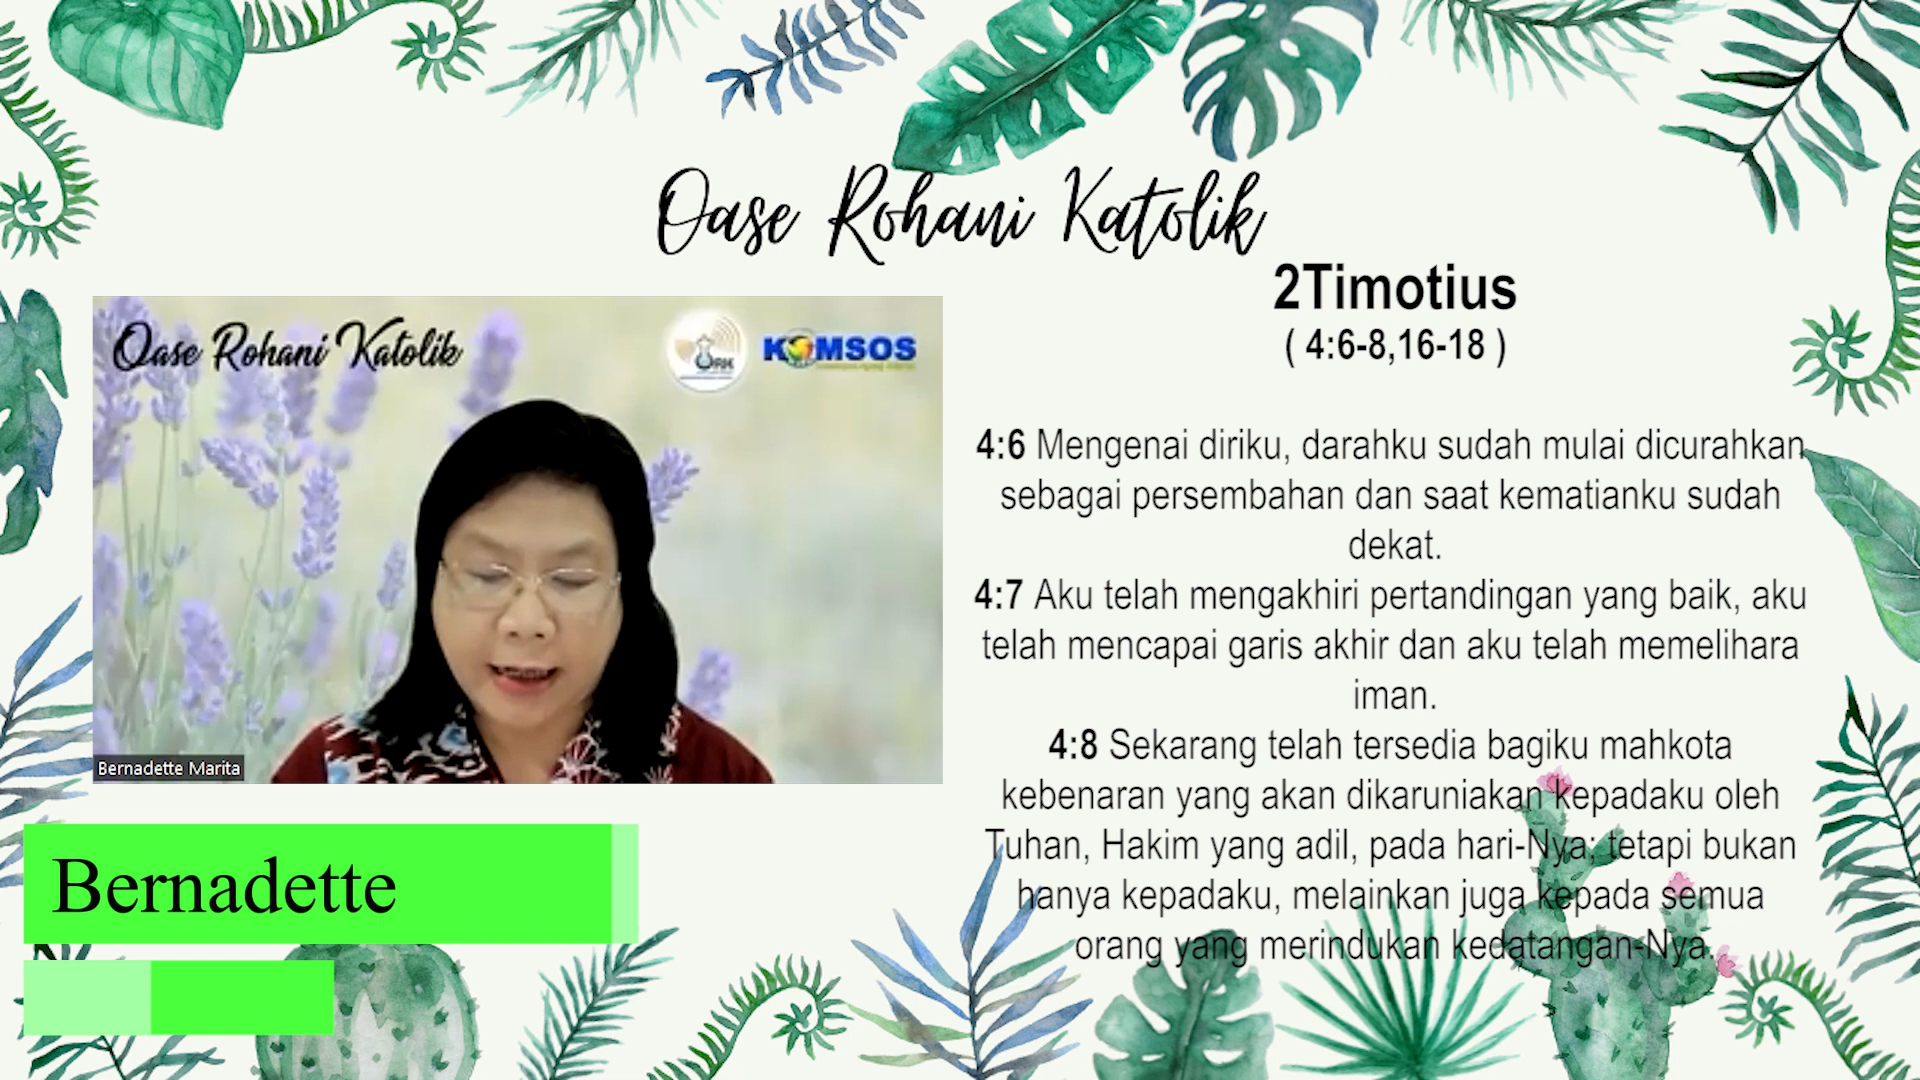 Oase Rohani Katolik
2Timotius
( 4:6-8,16-18 )
Oase Rohani Katolik
KOMSOS
Bernadette Marita
4:6 Mengenai diriku, darahku sudah mulai dicurahkan
sebagai persembahan dan saat kematianku sudah
dekat.
4:7 Aku telah mengakhiri pertandingan yang baik, aku
telah mencapai garis akhir dan aku telah memelihara
iman.
4:8 Sekarang telah tersedia bagiku mahkota
kebenaran yang akan dikaruniakan kepadaku oleh
Tuhan, Hakim yang adil, pada hari-Nya; tetapi bukan
hanya kepadaku, melainkan juga kepada semua
orang yang merindukan kedatangan-Nya.
Bernadette